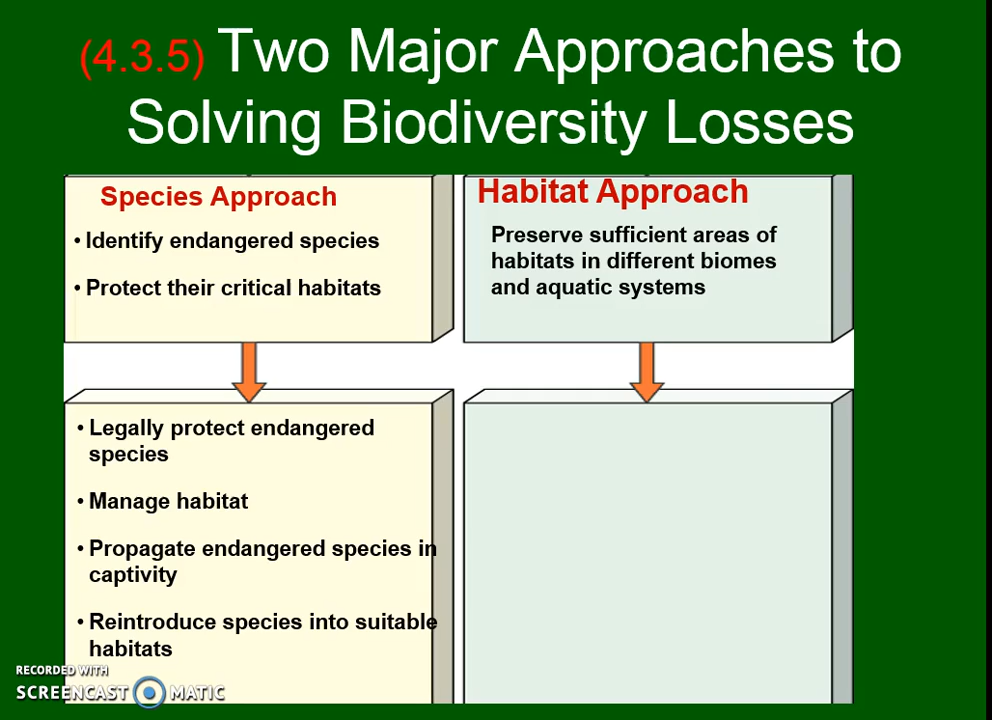 (4.3.5) Two Major Approaches to
Solving Biodiversity Losses
Species Approach
• Identify endangered species
• Protect their critical habitats
Habitat Approach
Preserve sufficient areas of
habitats in different biomes
and aquatic systems
• Legally protect endangered
species
• Manage habitat
• Propagate endangered species in
captivity
• Reintroduce species into suitable
habitats
RECORDED WITH
SCREENCAST MATIC